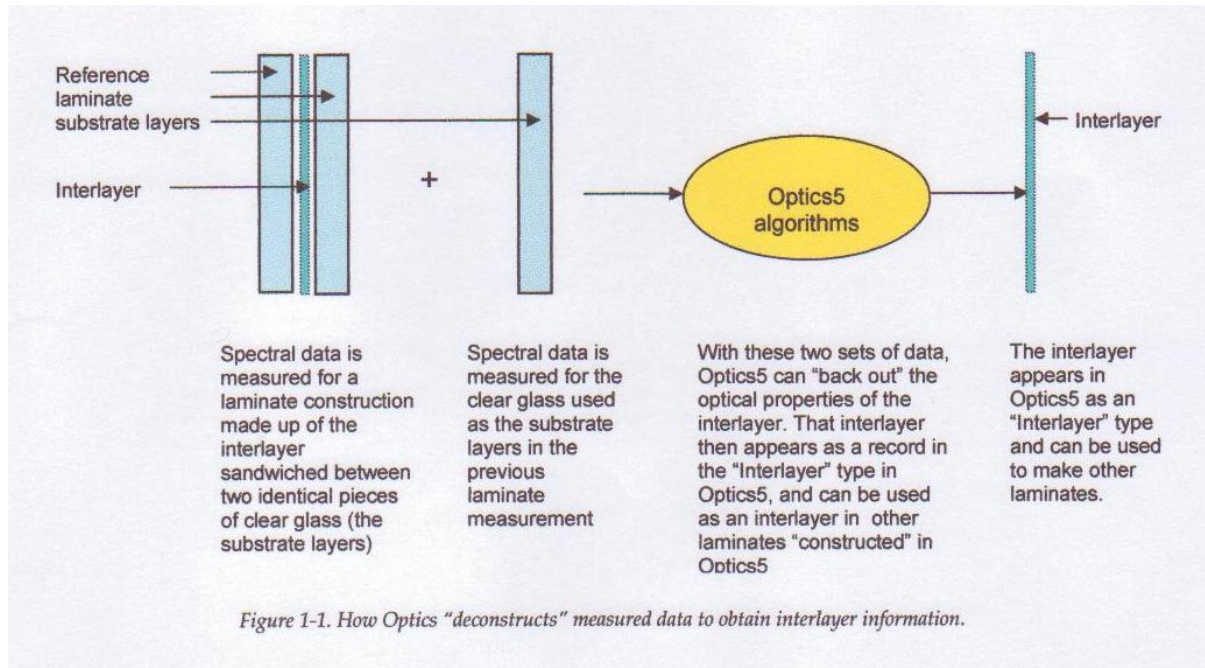 Reference
laminate
substrate layers
Interlayer
+
Optics5
algorithms
Interlayer
Spectral data is
measured for a
laminate construction
made up of the
interlayer
sandwiched between
two identical pieces
of clear glass (the
substrate layers)
Spectral data is
measured for the
clear glass used
as the substrate
layers in the
previous
laminate
measurement
With these two sets of data,
Optics5 can “back out” the
optical properties of the
interlayer. That interlayer
then appears as a record in
the “Interlayer” type in
Optics5, and can be used
as an interlayer in other
laminates “constructed” in
Optics5
The interlayer
appears in
Optics5 as an
“Interlayer” type
and can be used
to make other
laminates.
Figure 1-1. How Optics “deconstructs” measured data to obtain interlayer information.